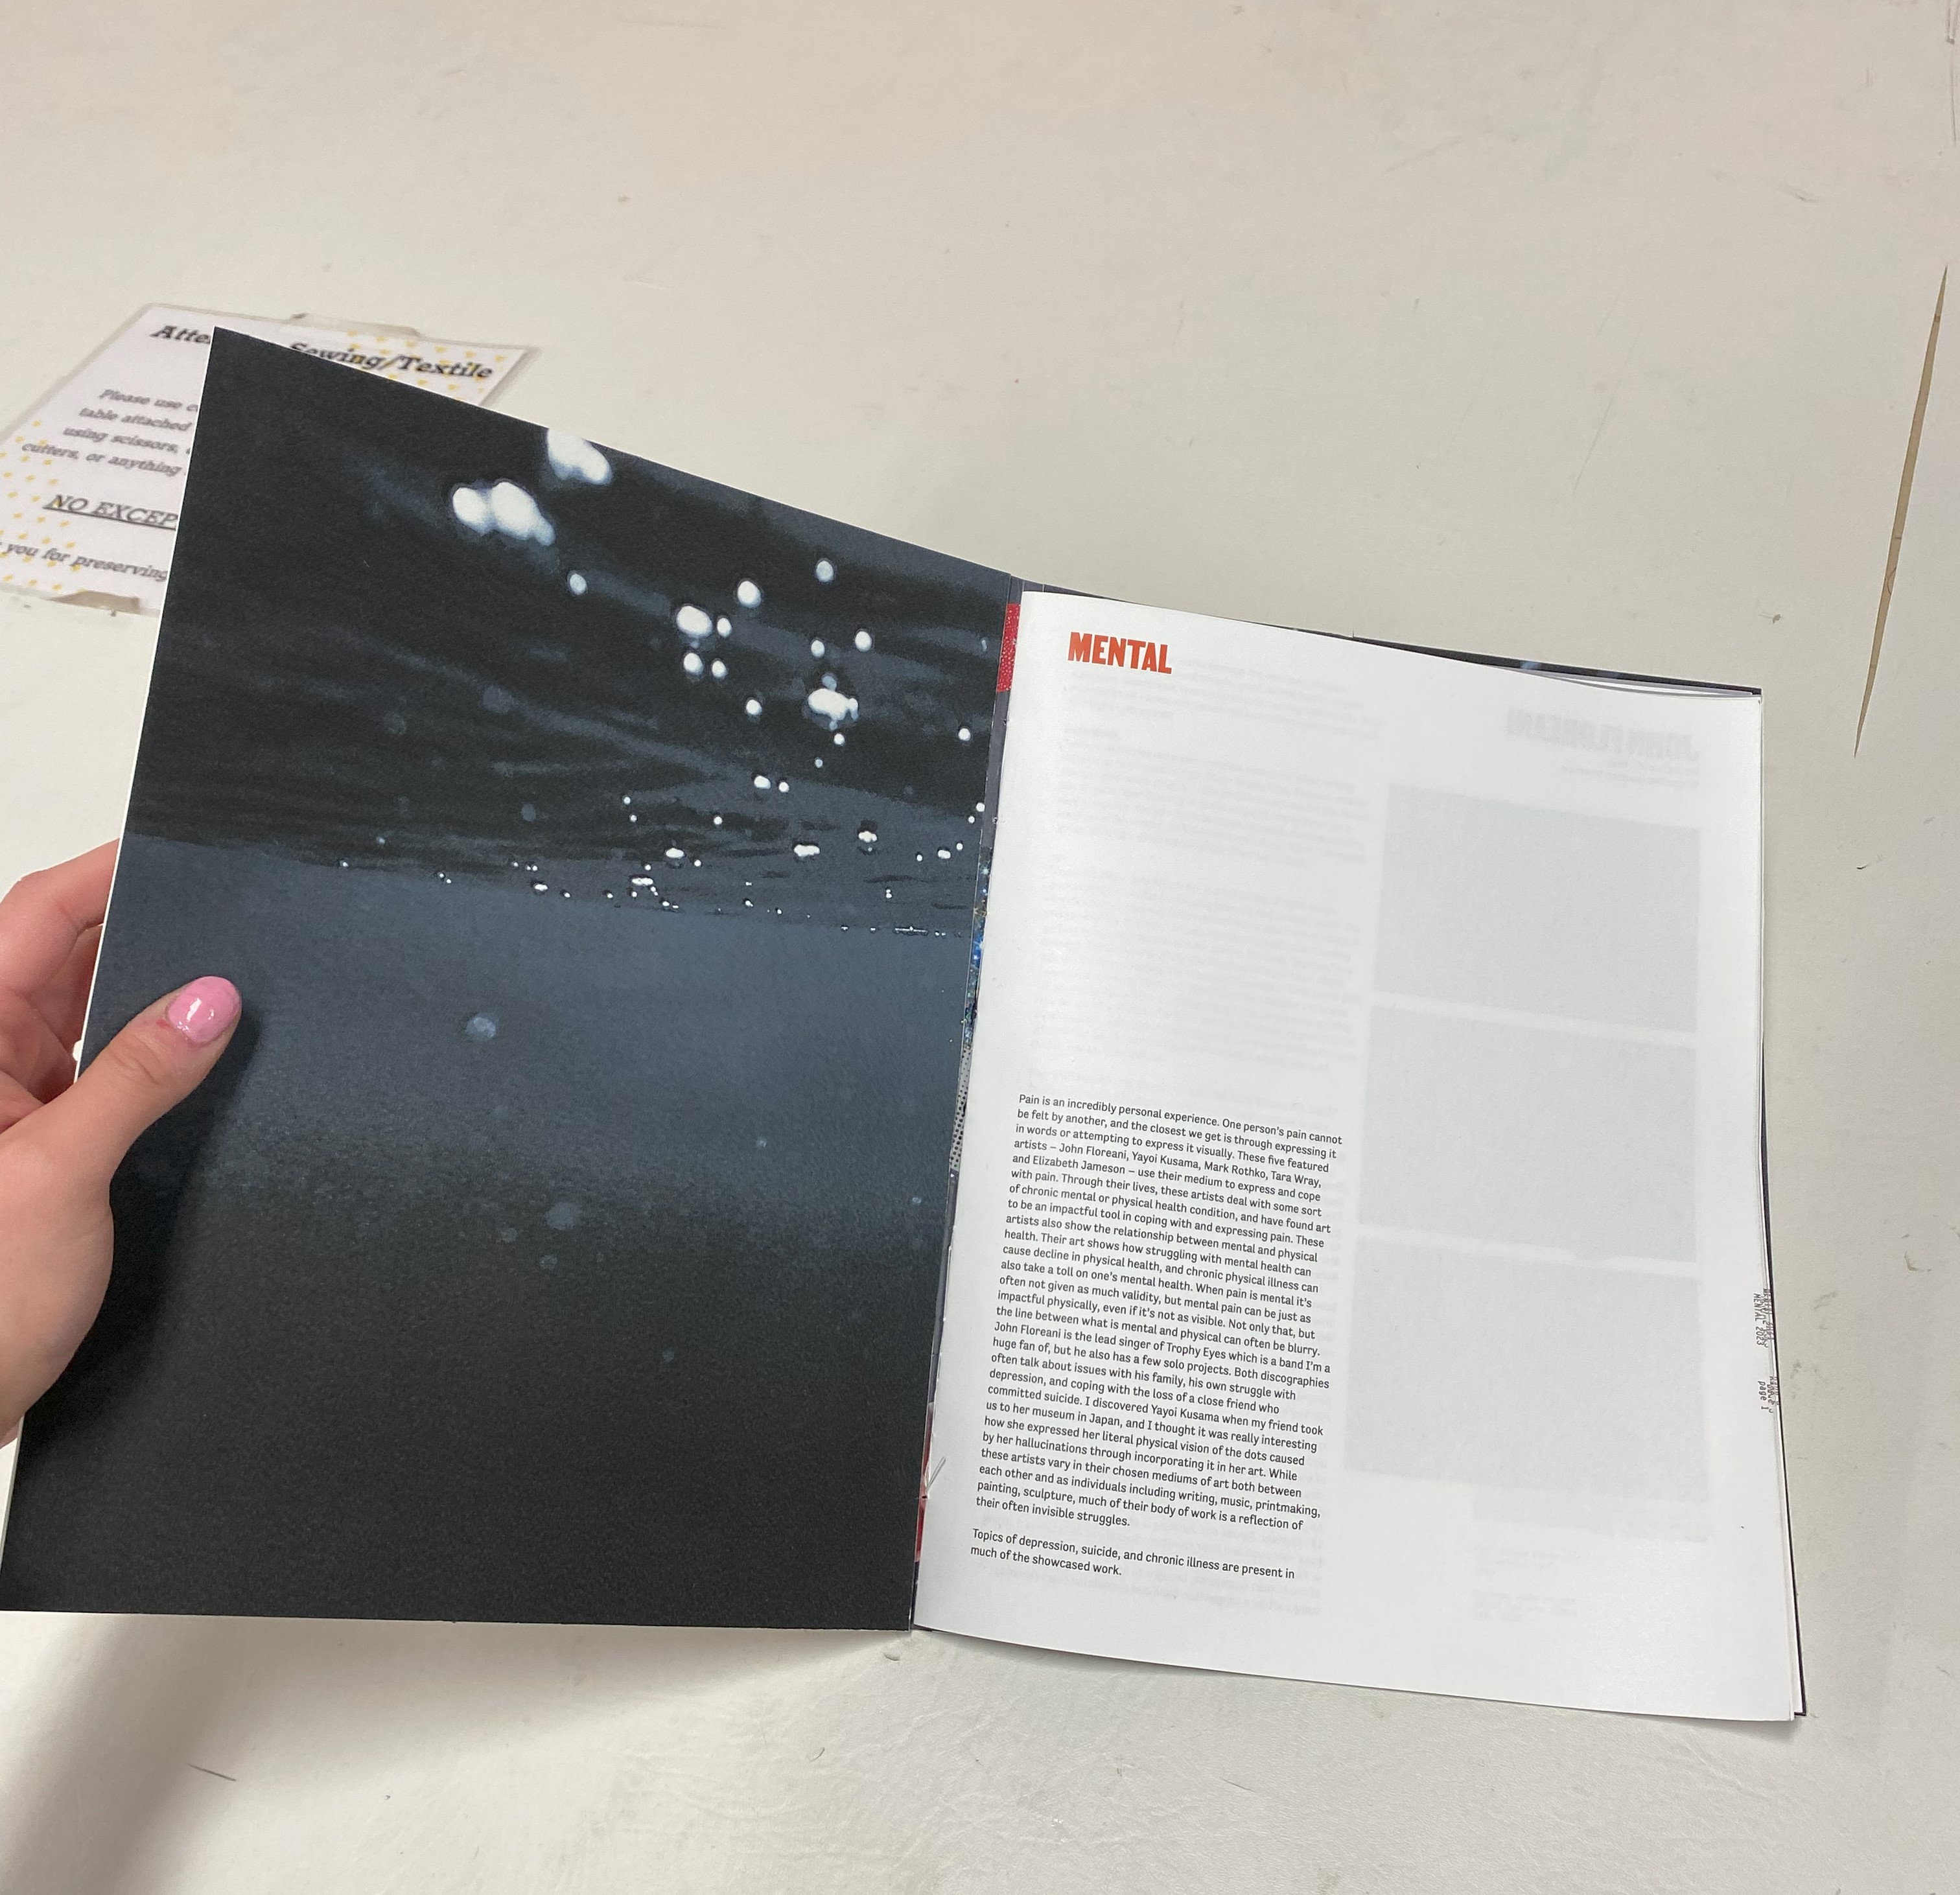 Sewing/Textile
Please use
table attached
using scissors,
cutters, or anything
you for preserving
MENTAL
Pain is an incredibly personal experience. One person's pain cannot
be felt by another, and the closest we get is through expressing it
in words or attempting to express it visually. These five featured
artists – John Floreani, Yayoi Kusama, Mark Rothko, Tara Wray,
and Elizabeth Jameson – use their medium to express and cope
with pain. Through their lives, these artists deal with some sort
of chronic mental or physical health condition, and have found art
to be an impactful tool in coping with and expressing pain. These
artists also show the relationship between mental and physical
health. Their art shows how struggling with mental health can
cause decline in physical health, and chronic physical illness can
also take a toll on one's mental health. When pain is mental it's
often not given as much validity, but mental pain can be just as
impactful physically, even if it's not as visible. Not only that, but
the line between what is mental and physical can often be blurry.
John Floreani is the lead singer of Trophy Eyes which is a band I'm a
huge fan of, but he also has a few solo projects. Both discographies
often talk about issues with his family, his own struggle with
depression, and coping with the loss of a close friend who
committed suicide. I discovered Yayoi Kusama when my friend took
us to her museum in Japan, and I thought it was really interesting
how she expressed her literal physical vision of the dots caused
by her hallucinations through incorporating it in her art. While
these artists vary in their chosen mediums of art both between
each other and as individuals including writing, music, printmaking,
painting, sculpture, much of their body of work is a reflection of
their often invisible struggles.
Topics of depression, suicide, and chronic illness are present in
much of the showcased work.
MENTAL 2023
page 1